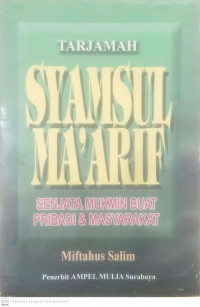 TARJAMAH
SYAMSUL
MA'ARIF
SENJATA MUKMIN BUAT
PRIBADI & MASYARAKAT
Miftahus Salim
Penerbit AMPEL MULIA Surabaya